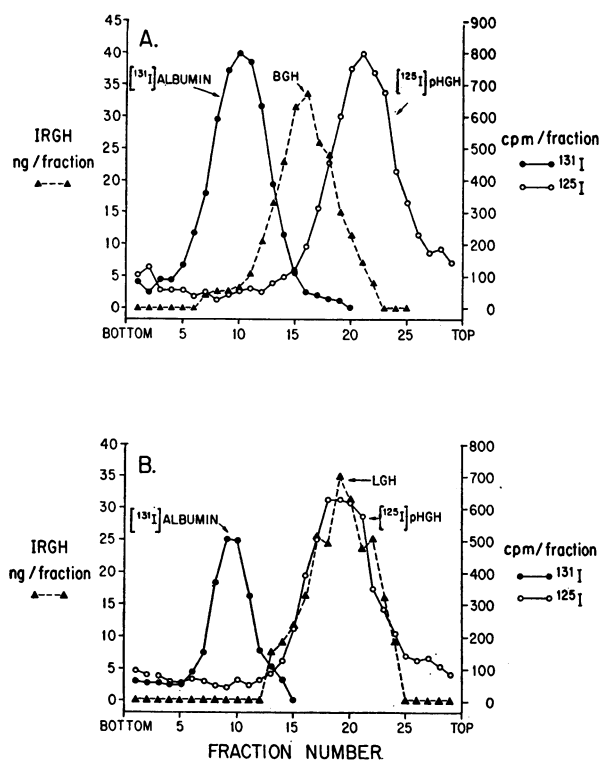 A.
45
40
35
30
25
20
15
10
5
0
900
800
700
600
500
400
300
200
100
0
[¹³¹I]ALBUMIN
BGH
[¹²⁵I]pHGH
IRGH
ng/fraction
cpm/fraction
¹³¹I
¹²⁵I
BOTTOM 5 10 15 20 25 TOP
B.
40
35
30
25
20
15
10
5
0
800
700
600
500
400
300
200
100
0
[¹³¹I]ALBUMIN
LGH
[¹²⁵I]pHGH
IRGH
ng/fraction
cpm/fraction
¹³¹I
¹²⁵I
BOTTOM 5 10 15 20 25 TOP
FRACTION NUMBER